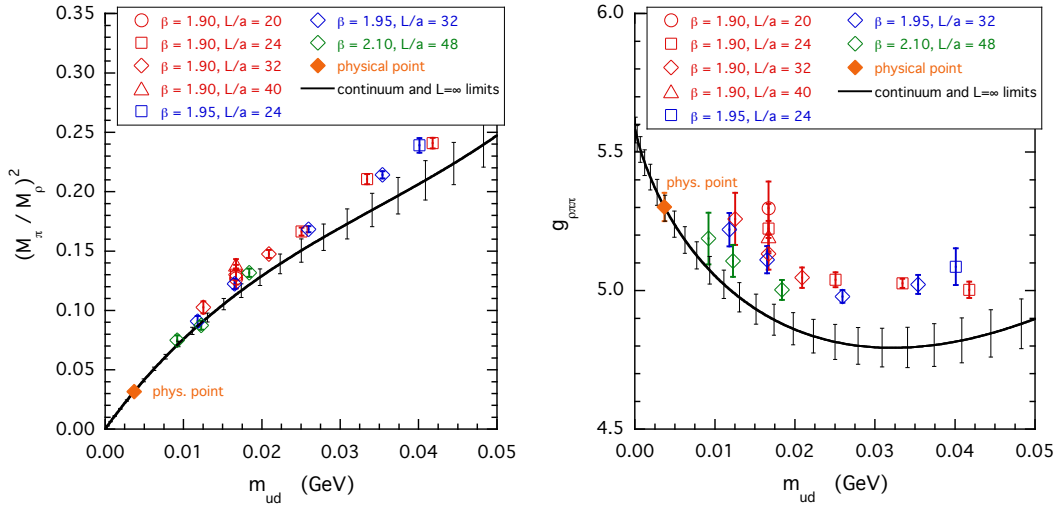 0.35
0.30
0.25
0.20
0.15
0.10
0.05
0.00
(M_π / M_ρ)²
β = 1.90, L/a = 20
β = 1.90, L/a = 24
β = 1.90, L/a = 32
β = 1.90, L/a = 40
β = 1.95, L/a = 24
β = 1.95, L/a = 32
β = 2.10, L/a = 48
physical point
continuum and L=∞ limits
phys. point
0.00 0.01 0.02 0.03 0.04 0.05
m_ud (GeV)
6.0
5.5
5.0
4.5
g_ρππ
β = 1.90, L/a = 20
β = 1.90, L/a = 24
β = 1.90, L/a = 32
β = 1.90, L/a = 40
β = 1.95, L/a = 24
β = 1.95, L/a = 32
β = 2.10, L/a = 48
physical point
continuum and L=∞ limits
phys. point
0.00 0.01 0.02 0.03 0.04 0.05
m_ud (GeV)